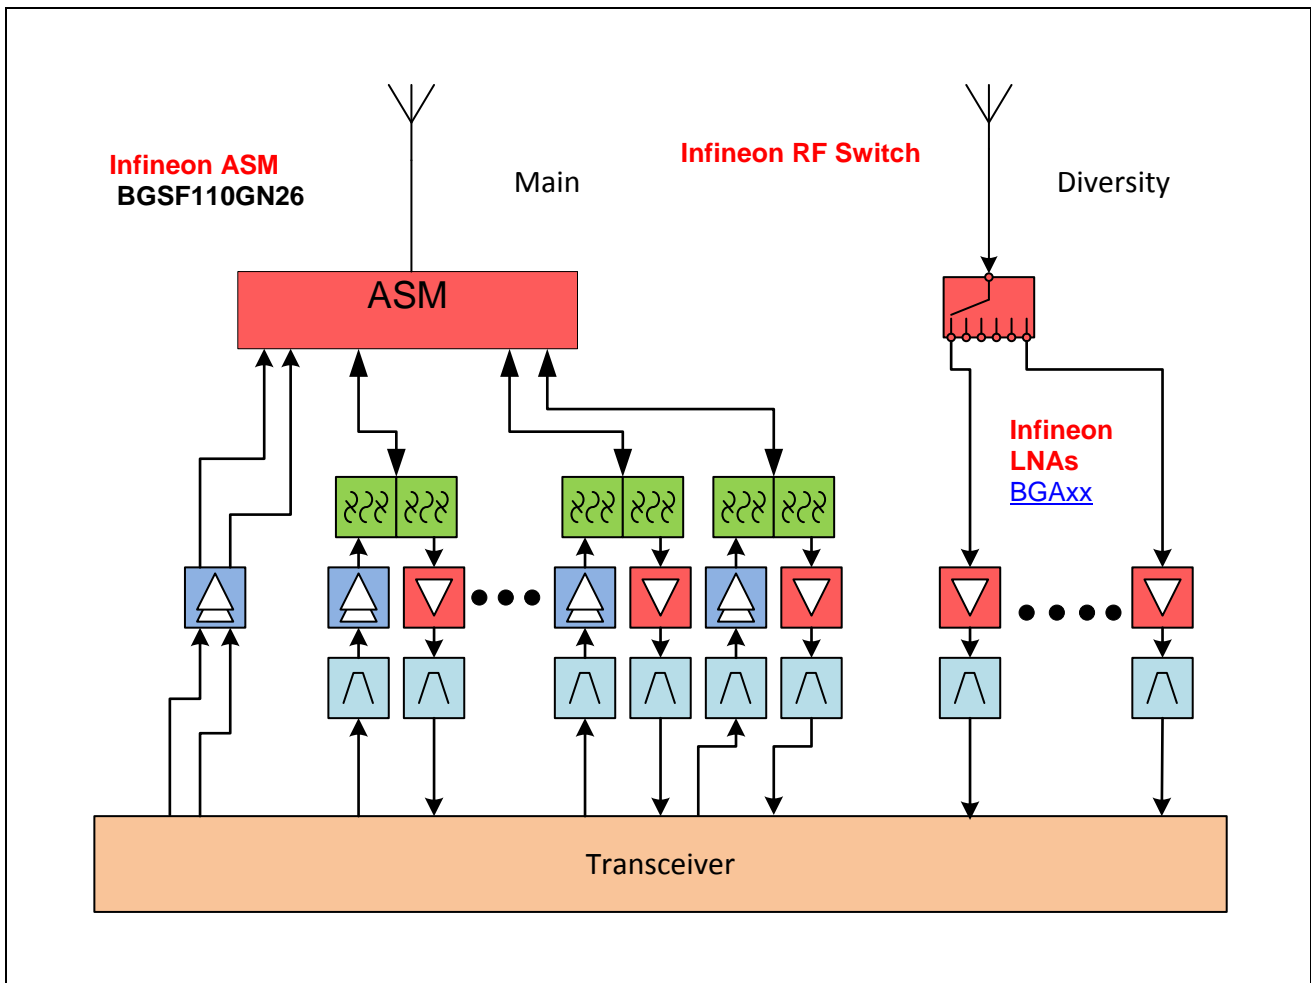 Infineon ASM
BGSF110GN26
Main
Infineon RF Switch
Diversity
ASM
Infineon
LNAs
BGAxx
Transceiver